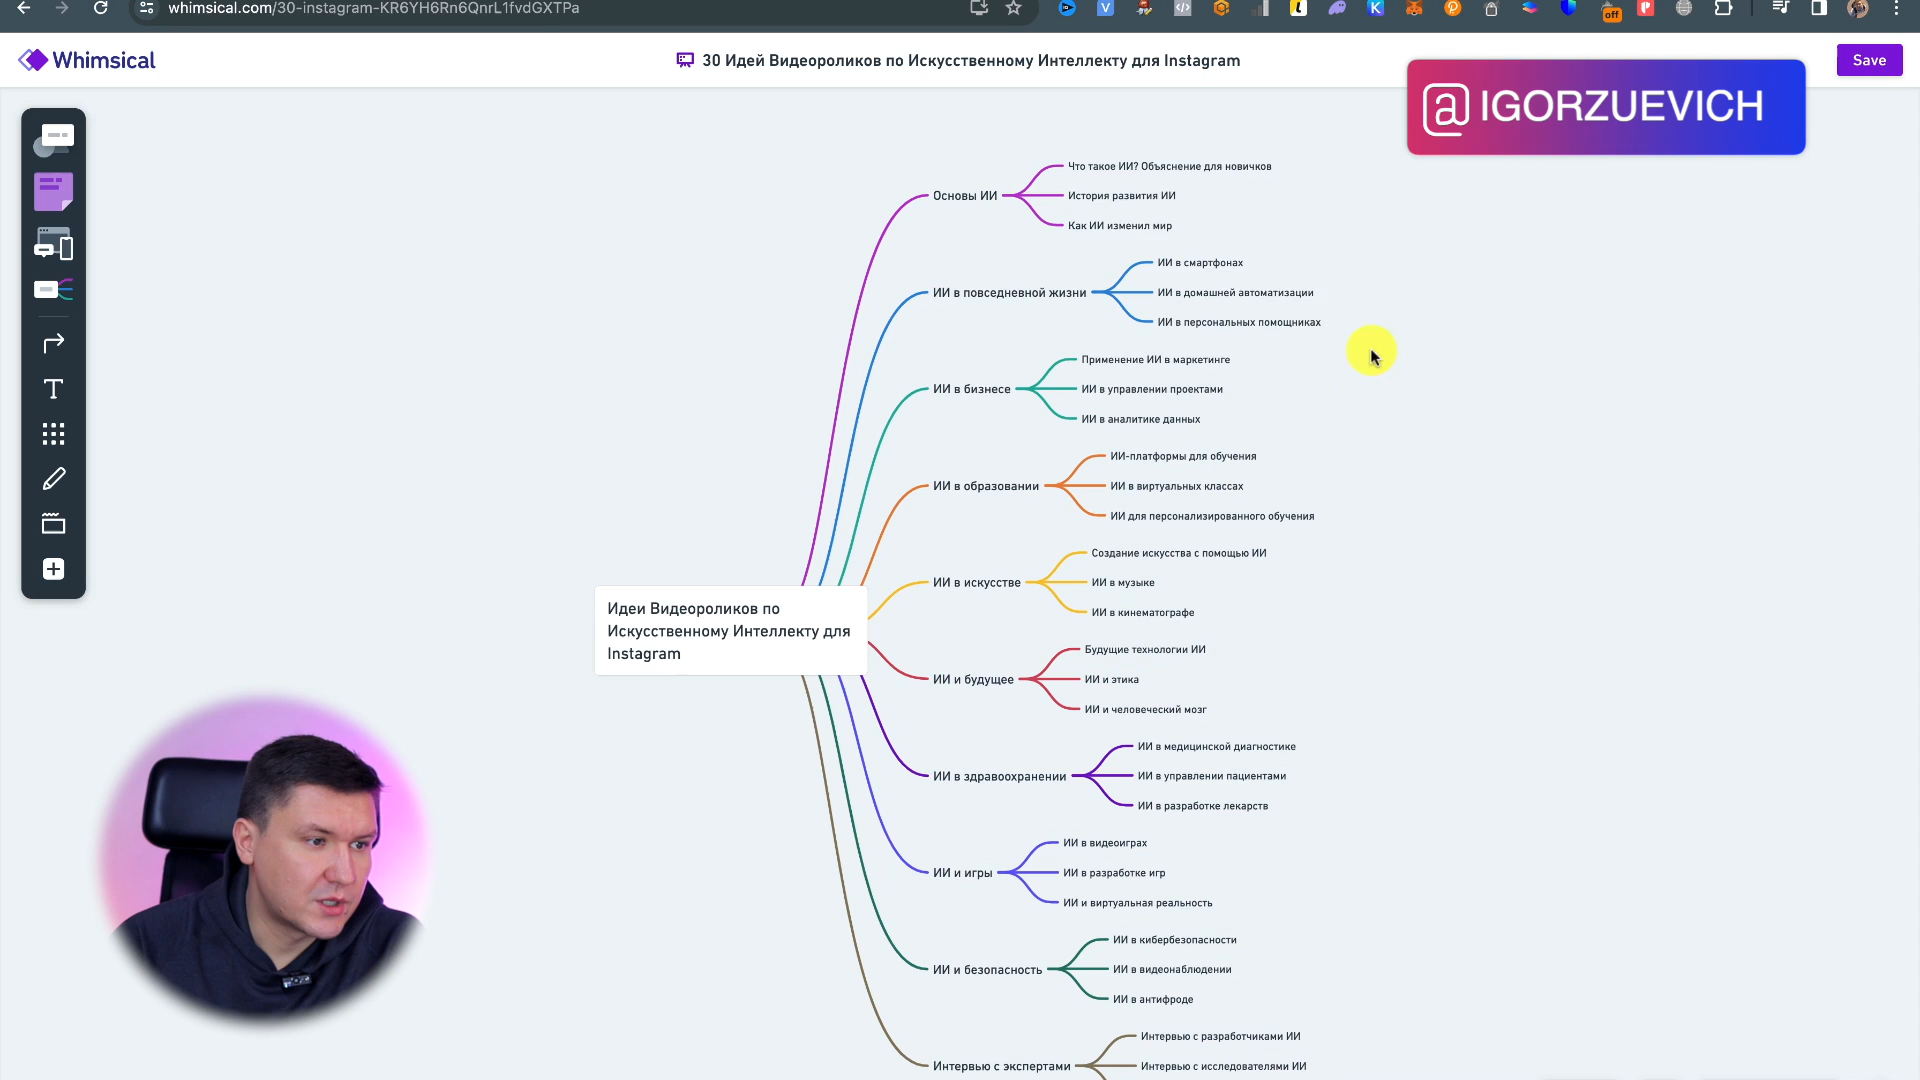 whimsical.com/30-instagram-KR6YH6Rn6QnrL1fvdGXTPa
off
Whimsical
30 Идей Видеороликов по Искусственному Интеллекту для Instagram
Save
@IGORZUEVICH
Идеи Видеороликов по
Искусственному Интеллекту для
Instagram
Основы ИИ
Что такое ИИ? Объяснение для новичков
История развития ИИ
Как ИИ изменил мир
ИИ в повседневной жизни
ИИ в смартфонах
ИИ в домашней автоматизации
ИИ в персональных помощниках
ИИ в бизнесе
Применение ИИ в маркетинге
ИИ в управлении проектами
ИИ в аналитике данных
ИИ в образовании
ИИ-платформы для обучения
ИИ в виртуальных классах
ИИ для персонализированного обучения
ИИ в искусстве
Создание искусства с помощью ИИ
ИИ в музыке
ИИ в кинематографе
ИИ и будущее
Будущие технологии ИИ
ИИ и этика
ИИ и человеческий мозг
ИИ в здравоохранении
ИИ в медицинской диагностике
ИИ в управлении пациентами
ИИ в разработке лекарств
ИИ и игры
ИИ в видеоиграх
ИИ в разработке игр
ИИ и виртуальная реальность
ИИ и безопасность
ИИ в кибербезопасности
ИИ в видеонаблюдении
ИИ в антифроде
Интервью с экспертами
Интервью с разработчиками ИИ
Интервью с исследователями ИИ